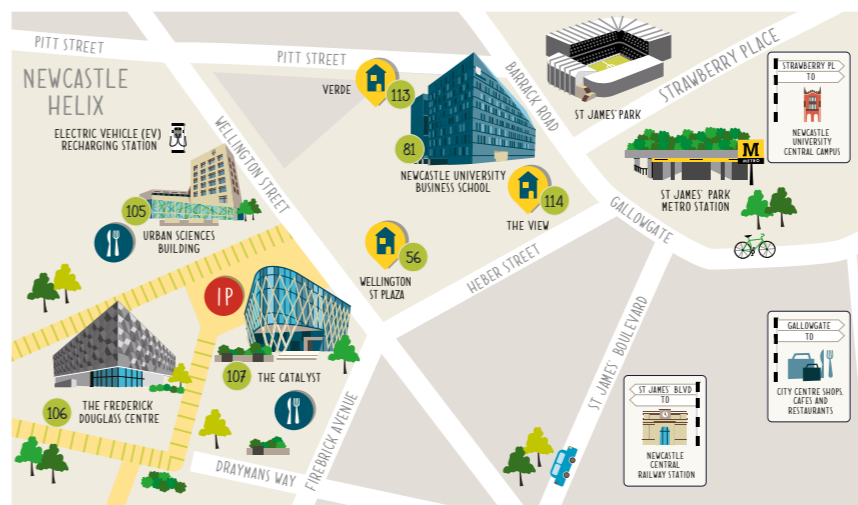 PITT STREET
PITT STREET
NEWCASTLE
HELIX
ELECTRIC VEHICLE (EV)
RECHARGING STATION
WELLINGTON STREET
VERDE
113
81
NEWCASTLE UNIVERSITY
BUSINESS SCHOOL
BARRACK ROAD
ST JAMES' PARK
STRAWBERRY PLACE
STRAWBERRY PL
TO
NEWCASTLE
UNIVERSITY
CENTRAL CAMPUS
M
METRO
ST JAMES' PARK
METRO STATION
114
THE VIEW
GALLOWGATE
105
URBAN SCIENCES
BUILDING
56
WELLINGTON
ST PLAZA
HEBER STREET
IP
107
THE CATALYST
106
THE FREDERICK
DOUGLASS CENTRE
DRAYMANS WAY
FIREBRICK AVENUE
ST JAMES' BOULEVARD
ST JAMES' BLVD
TO
NEWCASTLE
CENTRAL
RAILWAY STATION
GALLOWGATE
TO
CITY CENTRE SHOPS,
CAFES AND
RESTAURANTS